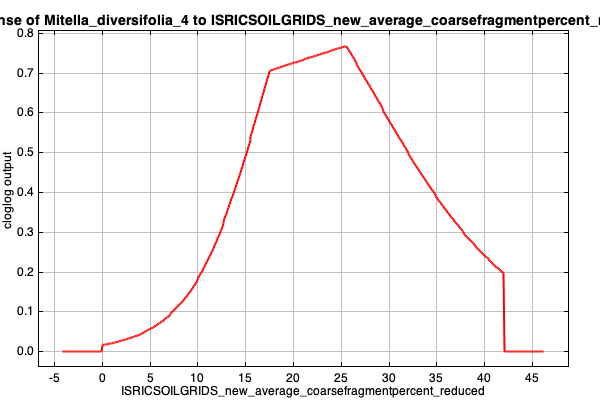 nse of Mitella_diversifolia_4 to ISRICSOILGRIDS_new_average_coarsefragmentpercent_r
0.8
0.7
0.6
0.5
0.4
0.3
0.2
0.1
0.0
cloglog output
-5 0 5 10 15 20 25 30 35 40 45
ISRICSOILGRIDS_new_average_coarsefragmentpercent_reduced